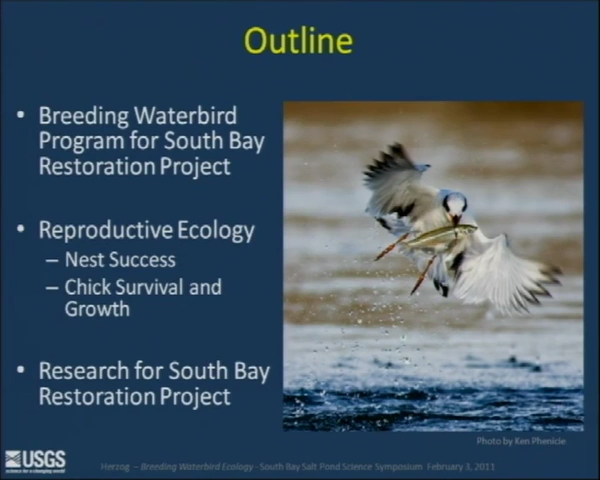 Outline
• Breeding Waterbird
Program for South Bay
Restoration Project
• Reproductive Ecology
– Nest Success
– Chick Survival and
Growth
• Research for South Bay
Restoration Project
Photo by Ken Phenicie
USGS
science for a changing world
Herzog – Breeding Waterbird Ecology - South Bay Salt Pond Science Symposium February 3, 2011